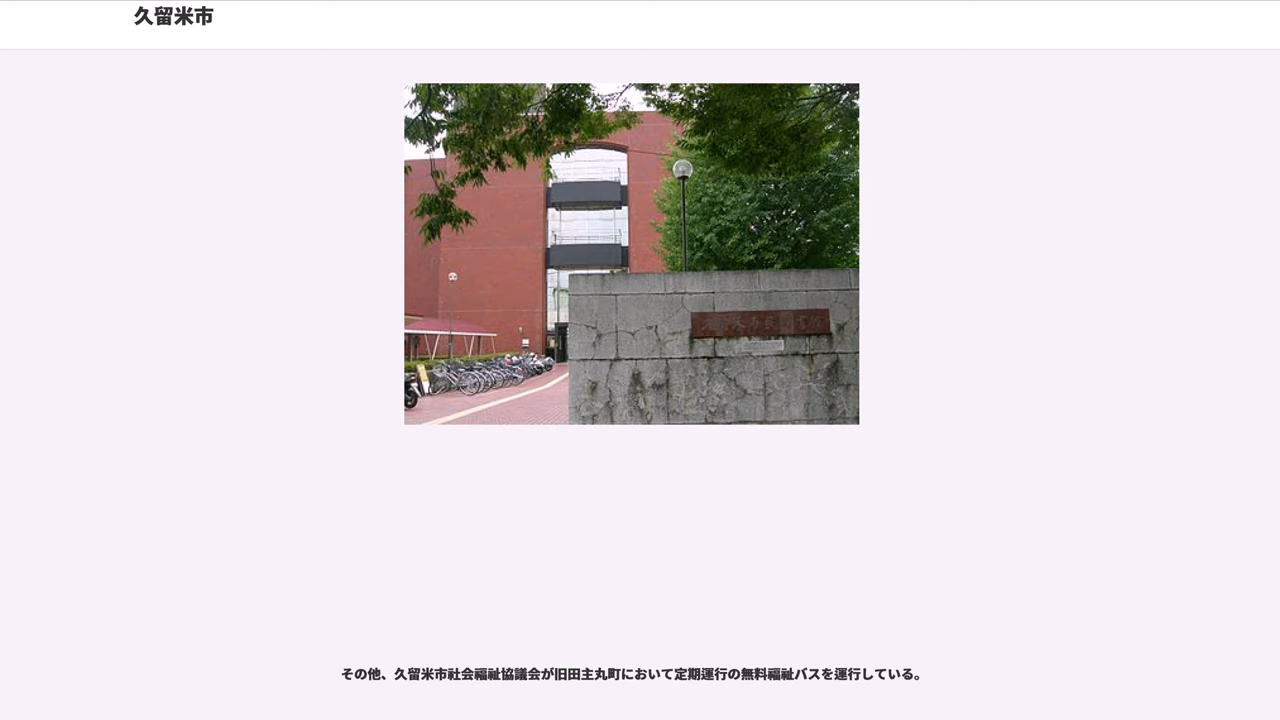 久留米市
その他、久留米市社会福祉協議会が旧田主丸町において定期運行の無料福祉バスを運行している。